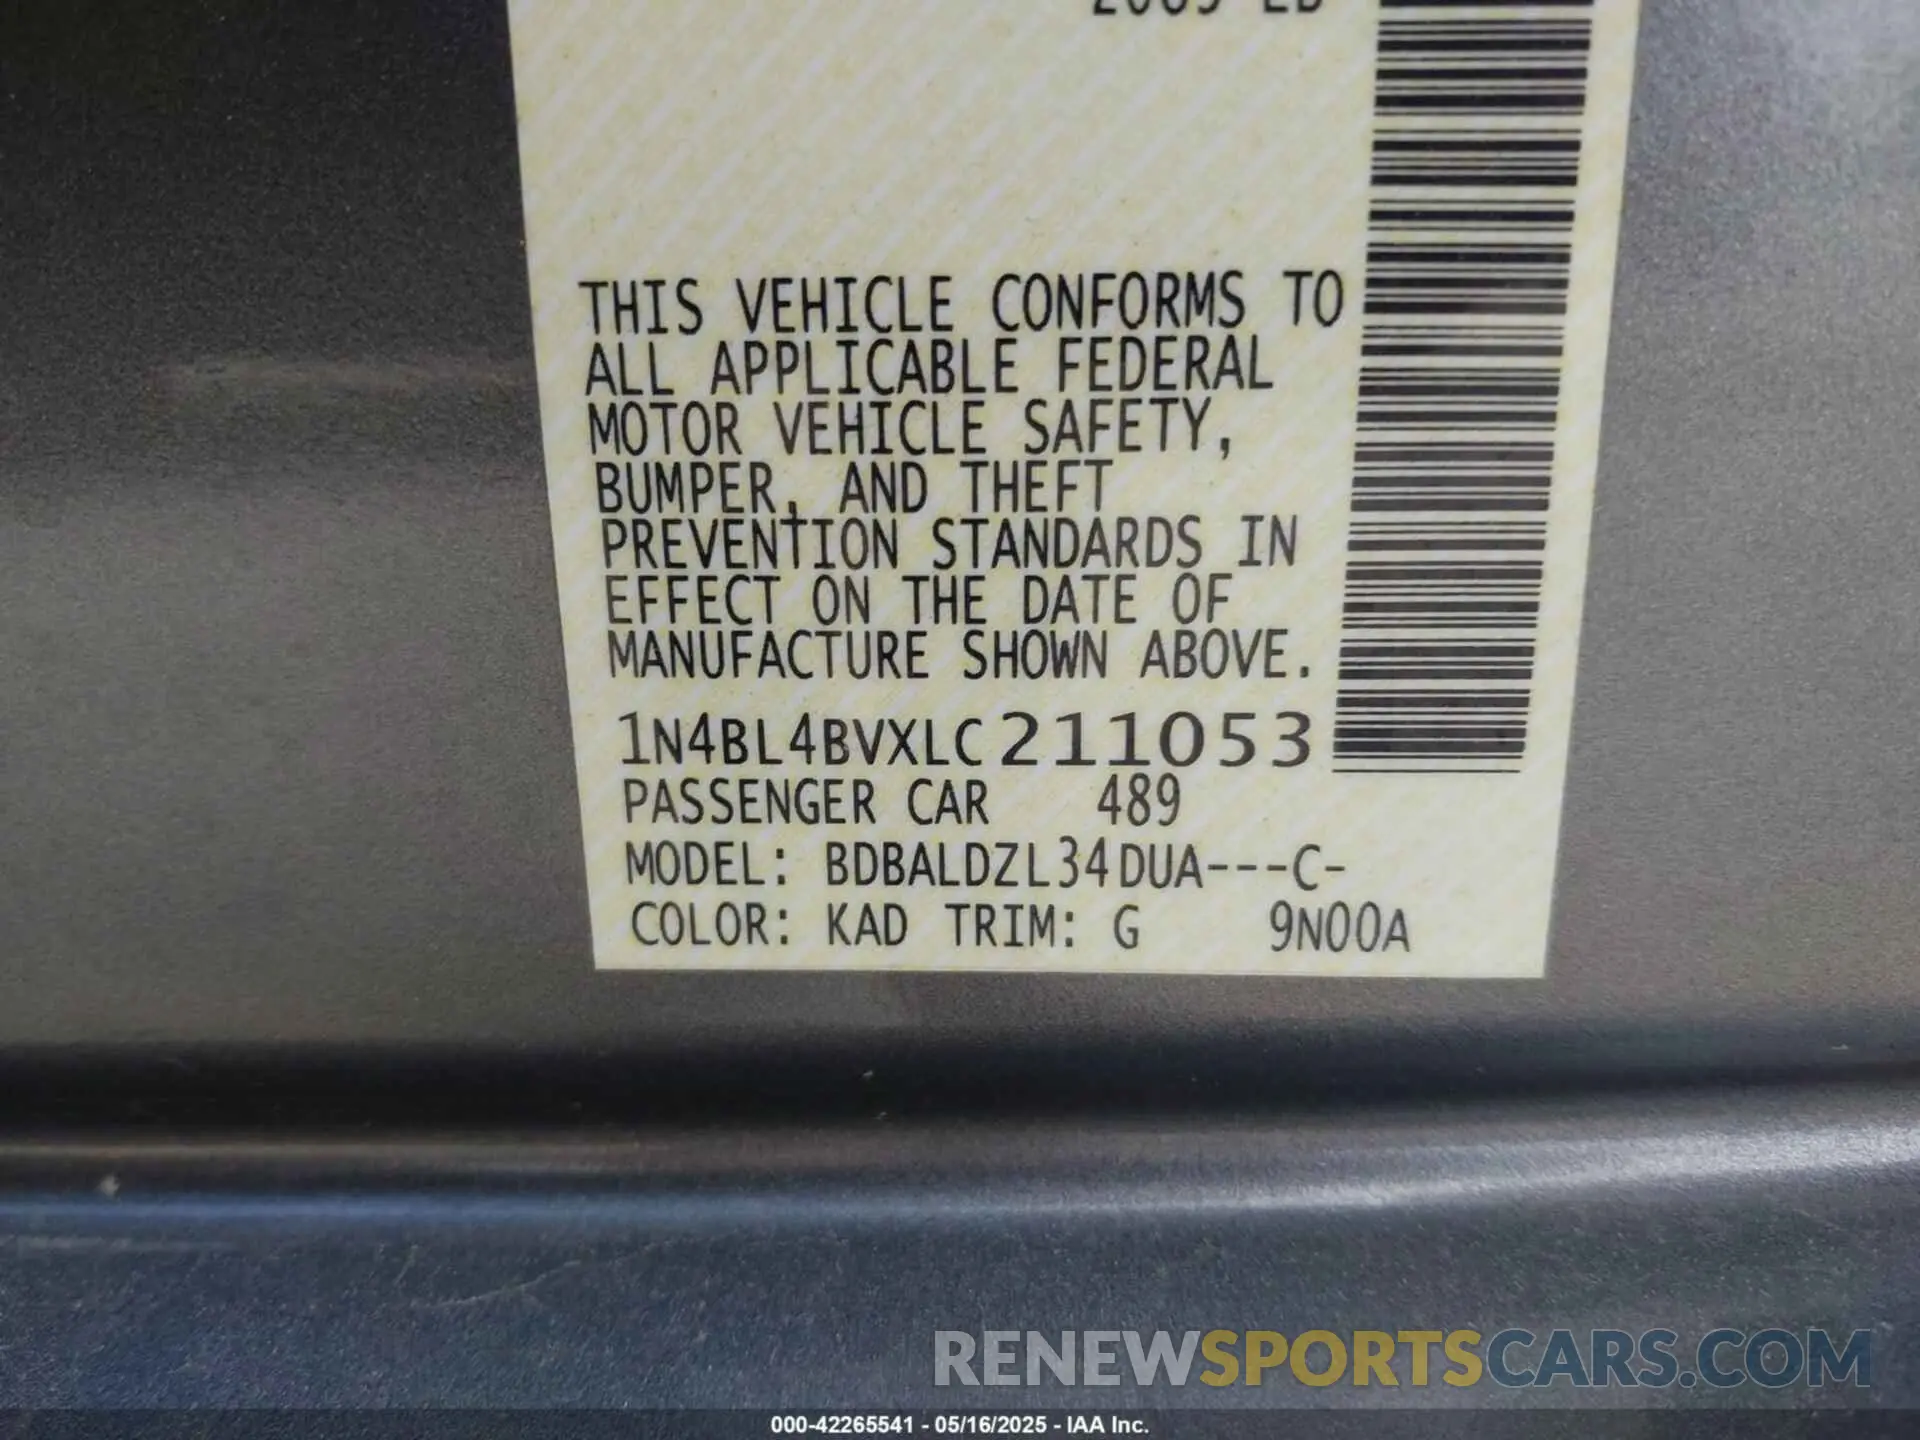 THIS VEHICLE CONFORMS TO
ALL APPLICABLE FEDERAL
MOTOR VEHICLE SAFETY,
BUMPER, AND THEFT
PREVENTION STANDARDS IN
EFFECT ON THE DATE OF
MANUFACTURE SHOWN ABOVE.
1N4BL4BVXLC211053
PASSENGER CAR 489
MODEL: BDBALDZL34DUA---C-
COLOR: KAD TRIM: G 9N00A
RENEWSPORTSCARS.COM
000-42265541 - 05/16/2025 - IAA Inc.